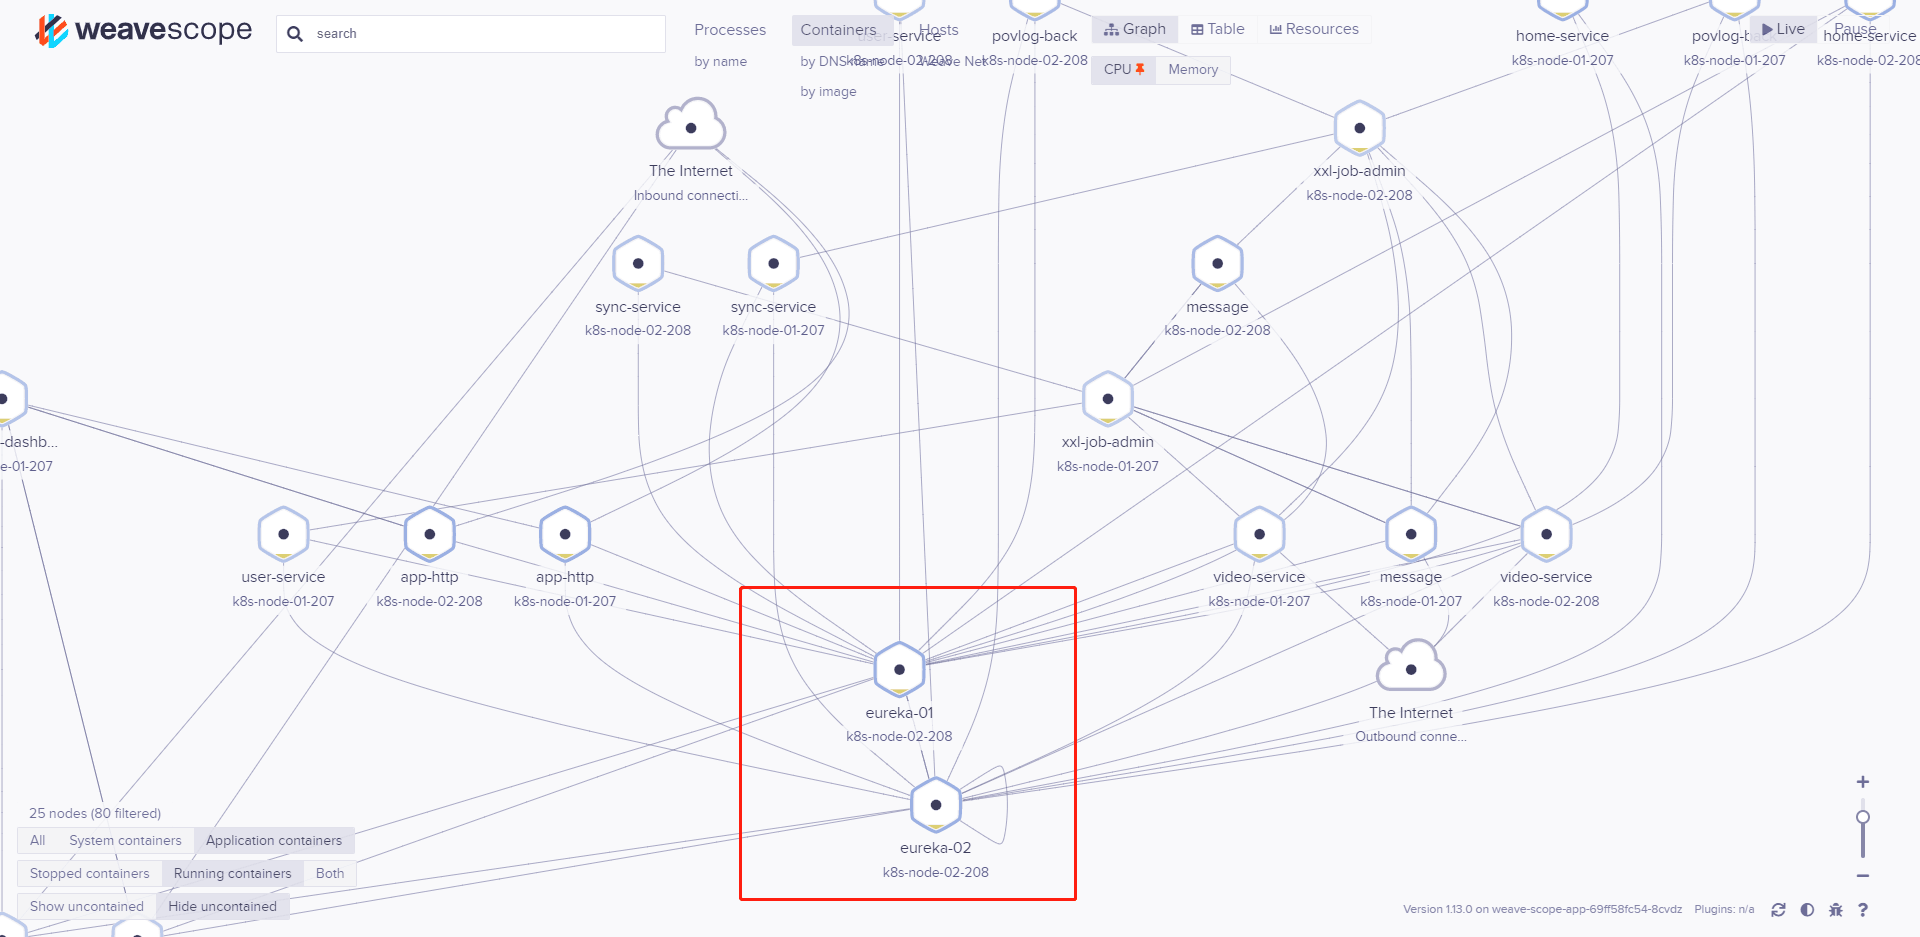 weavescope
search
Processes
by name
Containers
by DNS name
by image
Hosts
Weave Net
Graph
Table
Resources
CPU
Memory
Live
Pause
user-service
k8s-node-02-208
povlog-back
k8s-node-02-208
home-service
k8s-node-01-207
povlog-back
k8s-node-01-207
home-service
k8s-node-02-208
The Internet
Inbound connecti...
xxl-job-admin
k8s-node-02-208
sync-service
k8s-node-02-208
sync-service
k8s-node-01-207
message
k8s-node-02-208
-dashb...
e-01-207
xxl-job-admin
k8s-node-01-207
user-service
k8s-node-01-207
app-http
k8s-node-02-208
app-http
k8s-node-01-207
video-service
k8s-node-01-207
message
k8s-node-01-207
video-service
k8s-node-02-208
eureka-01
k8s-node-02-208
The Internet
Outbound conne...
eureka-02
k8s-node-02-208
25 nodes (80 filtered)
All System containers Application containers
Stopped containers Running containers Both
Show uncontained Hide uncontained
Version 1.13.0 on weave-scope-app-69ff58fc54-8cvdz Plugins: n/a